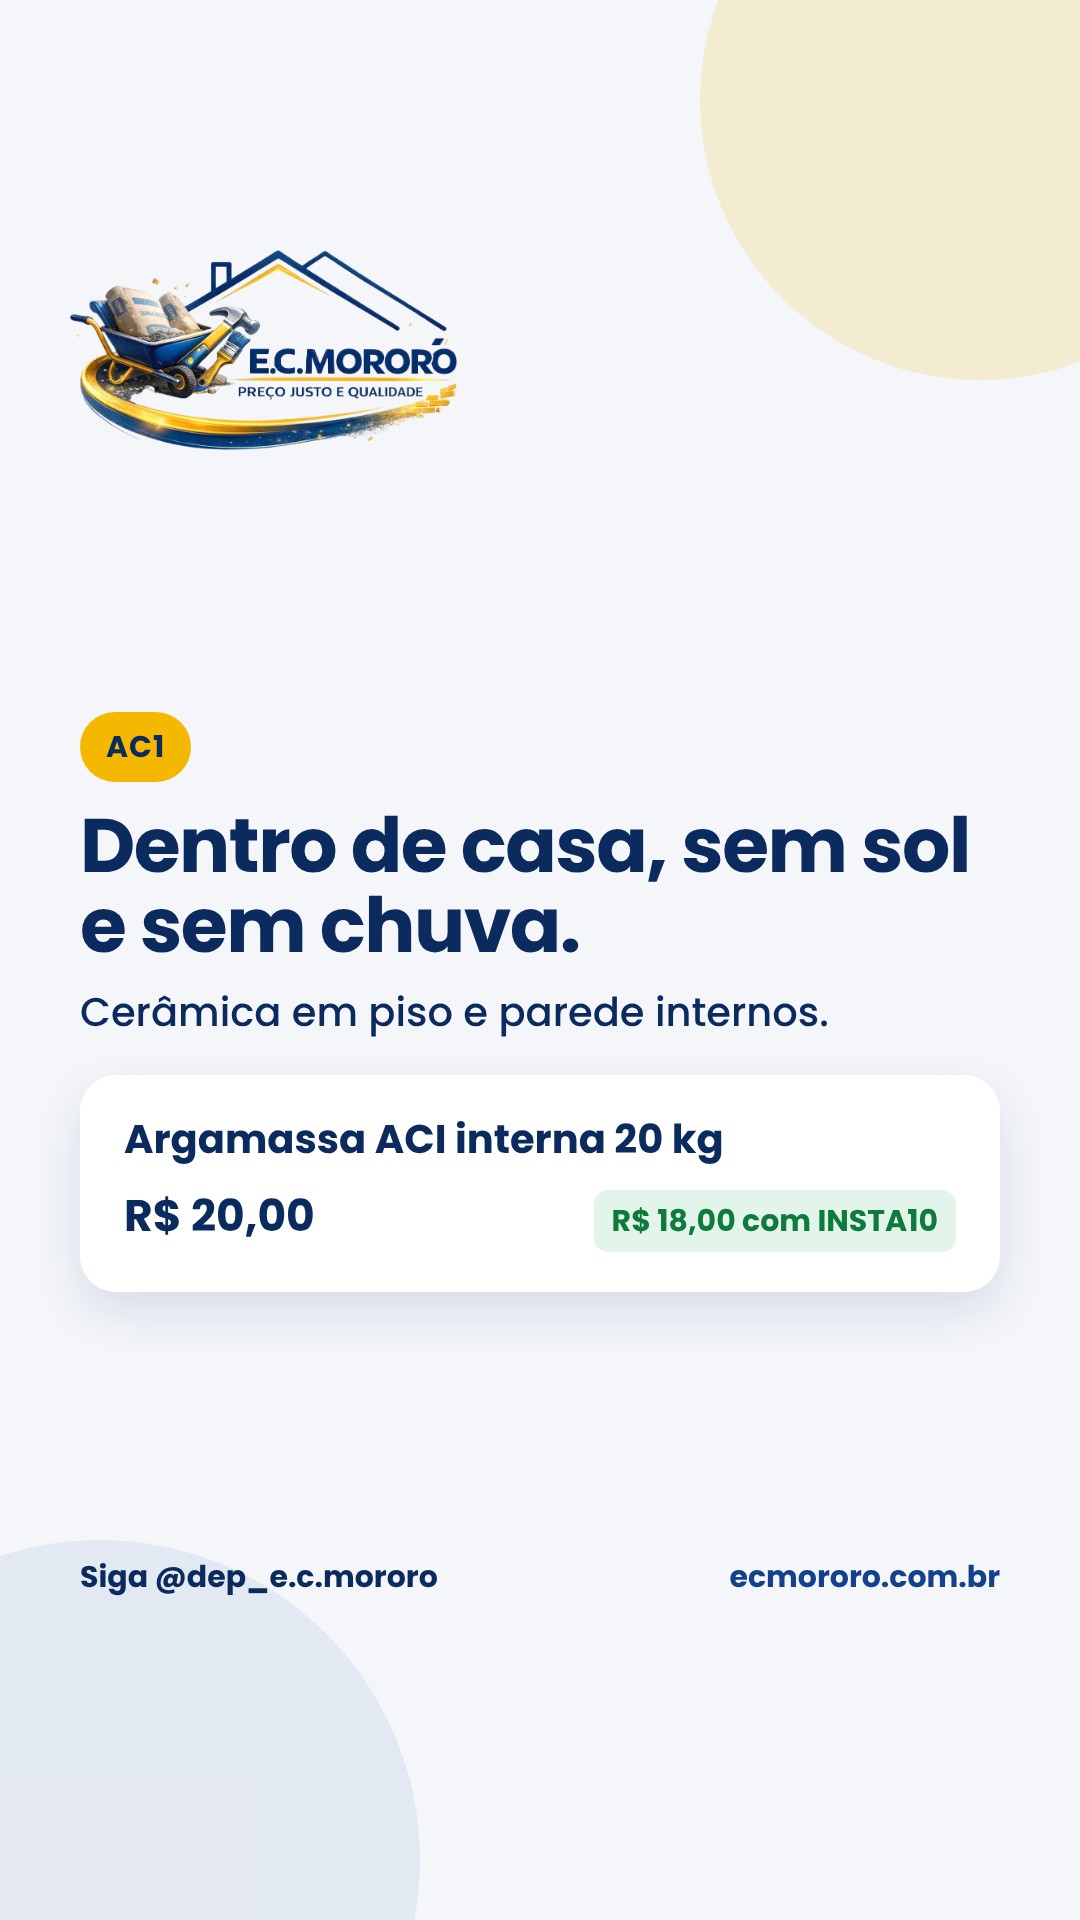 E.C.MORORÓ
PREÇO JUSTO E QUALIDADE
AC1
Dentro de casa, sem sol
e sem chuva.
Cerâmica em piso e parede internos.
Argamassa ACI interna 20 kg
R$ 20,00
R$ 18,00 com INSTA10
Siga @dep_e.c.mororo
ecmororo.com.br